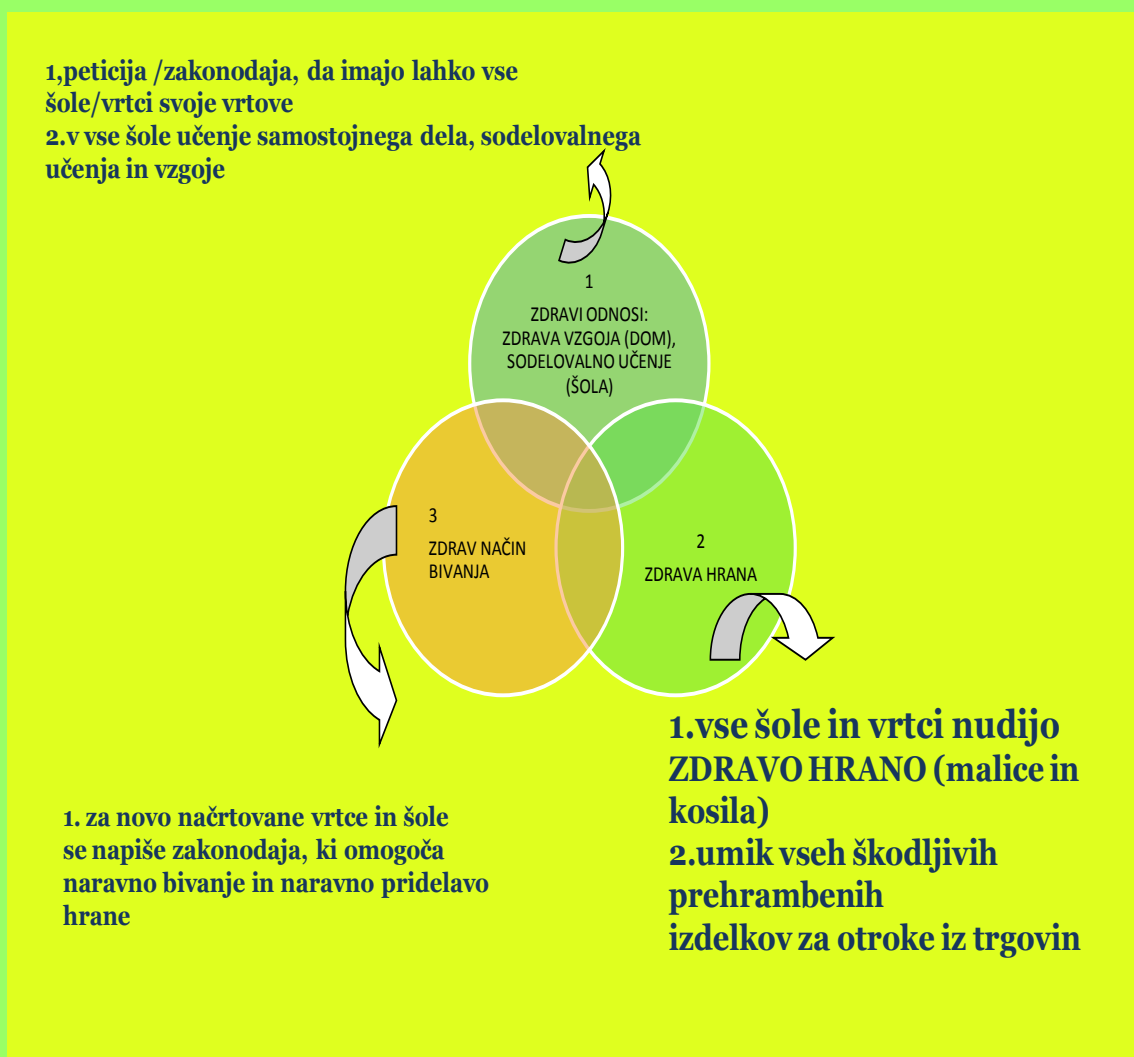 1,peticija /zakonodaja, da imajo lahko vse
šole/vrtci svoje vrtove
2.v vse šole učenje samostojnega dela, sodelovalnega
učenja in vzgoje
1
ZDRAVI ODNOSI:
ZDRAVA VZGOJA (DOM),
SODELOVALNO UČENJE
(ŠOLA)
3
ZDRAV NAČIN
BIVANJA
2
ZDRAVA HRANA
1. za novo načrtovane vrtce in šole
se napiše zakonodaja, ki omogoča
naravno bivanje in naravno pridelavo
hrane
1.vse šole in vrtci nudijo
ZDRAVO HRANO (malice in
kosila)
2.umik vseh škodljivih
prehrambenih
izdelkov za otroke iz trgovin